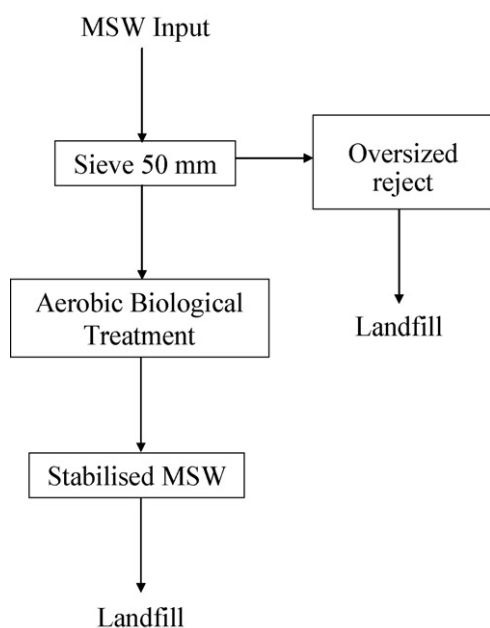 MSW Input
Sieve 50 mm
Oversized
reject
Aerobic Biological
Treatment
Landfill
Stabilised MSW
Landfill